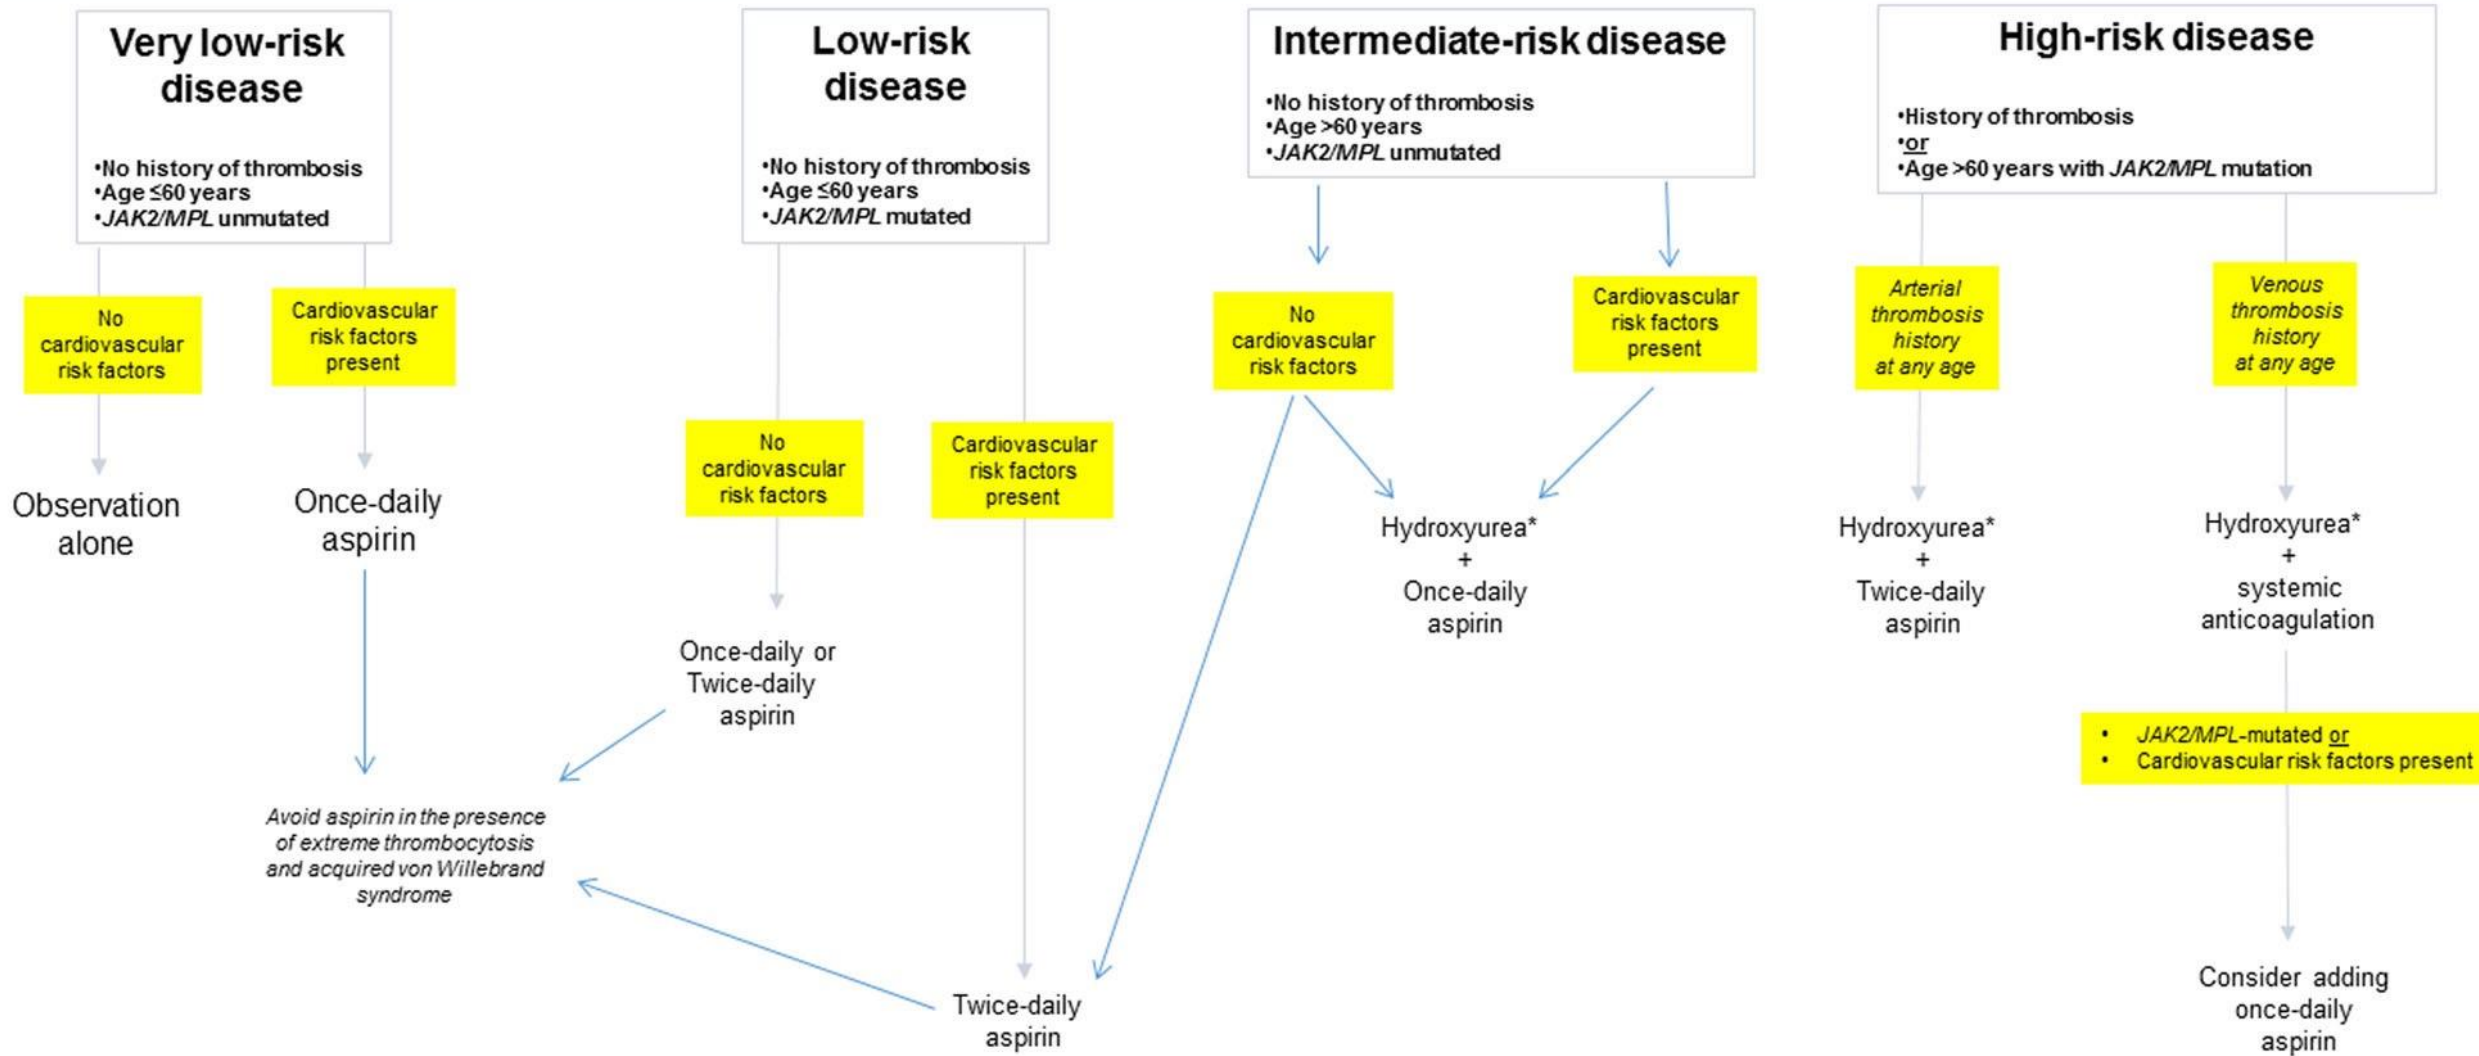 Very low-risk
disease
•No history of thrombosis
•Age ≤60 years
•JAK2/MPL unmutated
No
cardiovascular
risk factors
Observation
alone
Cardiovascular
risk factors
present
Once-daily
aspirin
Avoid aspirin in the presence
of extreme thrombocytosis
and acquired von Willebrand
syndrome
Low-risk
disease
•No history of thrombosis
•Age ≤60 years
•JAK2/MPL mutated
No
cardiovascular
risk factors
Once-daily or
Twice-daily
aspirin
Cardiovascular
risk factors
present
Twice-daily
aspirin
Intermediate-risk disease
•No history of thrombosis
•Age >60 years
•JAK2/MPL unmutated
No
cardiovascular
risk factors
Cardiovascular
risk factors
present
Hydroxyurea*
+
Once-daily
aspirin
High-risk disease
•History of thrombosis
•or
•Age >60 years with JAK2/MPL mutation
Arterial
thrombosis
history
at any age
Hydroxyurea*
+
Twice-daily
aspirin
Venous
thrombosis
history
at any age
Hydroxyurea*
+
systemic
anticoagulation
• JAK2/MPL-mutated or
• Cardiovascular risk factors present
Consider adding
once-daily
aspirin